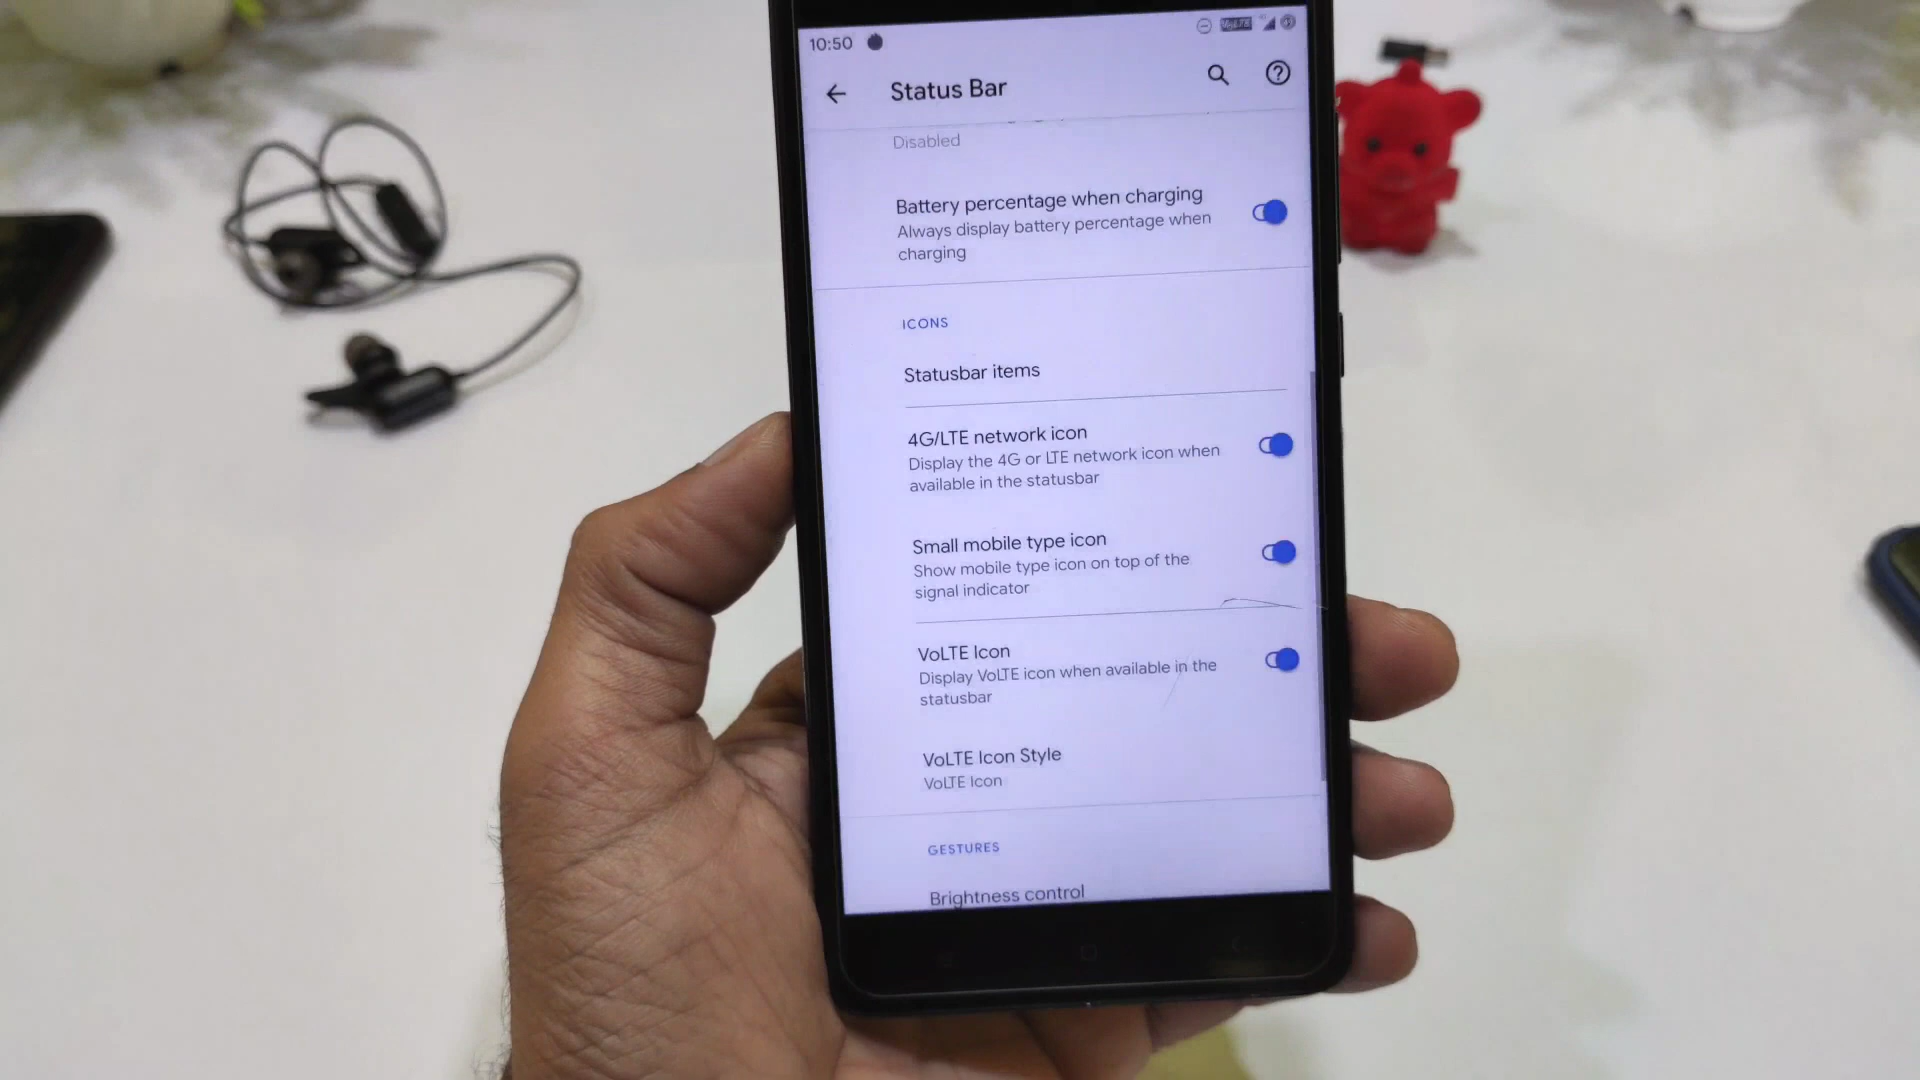 10:50
Status Bar
Disabled
Battery percentage when charging
Always display battery percentage when
charging
ICONS
Statusbar items
4G/LTE network icon
Display the 4G or LTE network icon when
available in the statusbar
Small mobile type icon
Show mobile type icon on top of the
signal indicator
VoLTE Icon
Display VoLTE icon when available in the
statusbar
VoLTE Icon Style
VoLTE Icon
GESTURES
Brightness control